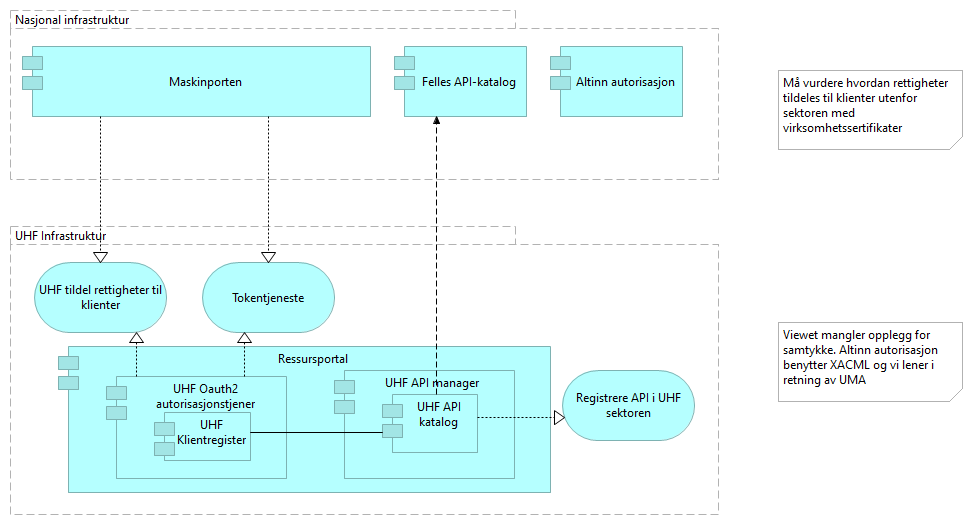 Nasjonal infrastruktur
Maskinporten
Felles API-katalog
Altinn autorisasjon
Må vurdere hvordan rettigheter
tildeles til klienter utenfor
sektoren med
virksomhetssertifikater
UHF Infrastruktur
UHF tildel rettigheter til
klienter
Tokentjeneste
Ressursportal
UHF Oauth2
autorisasjonstjener
UHF
Klientregister
UHF API manager
UHF API
katalog
Registrere API i UHF
sektoren
Viewet mangler opplegg for
samtykke. Altinn autorisasjon
benytter XACML og vi lener i
retning av UMA